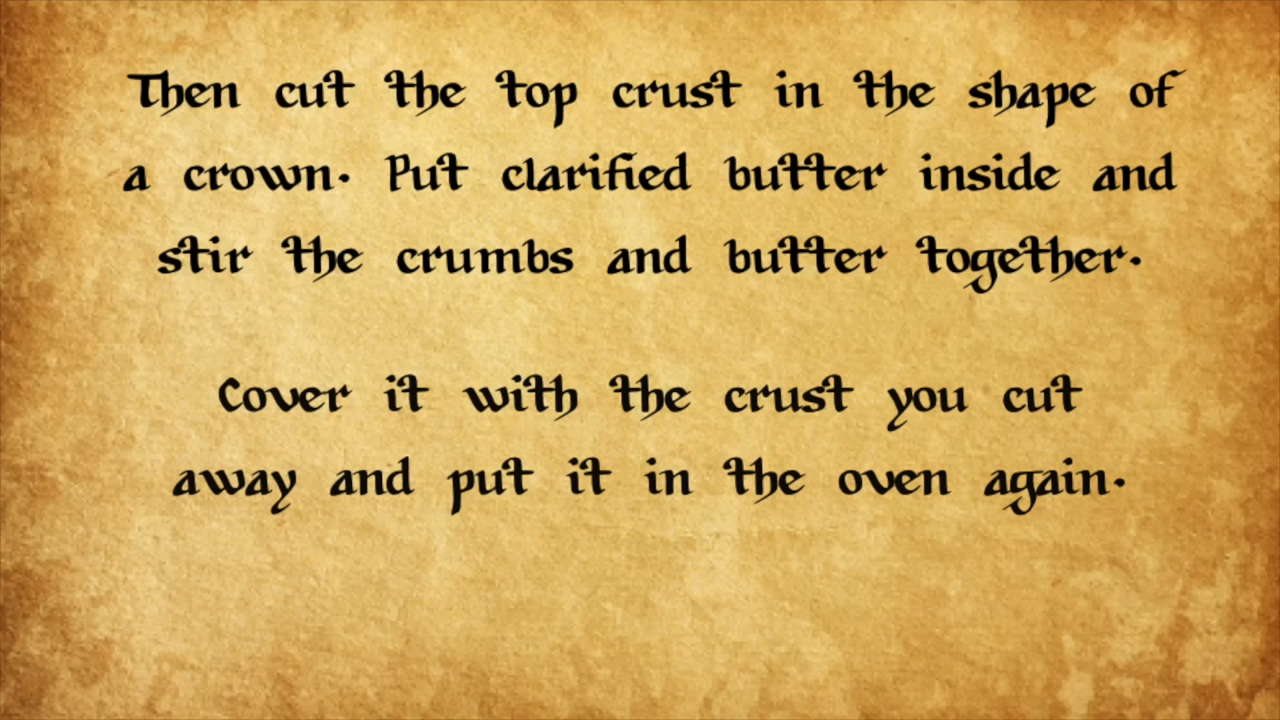 Then cut the top crust in the shape of
a crown. Put clarified butter inside and
stir the crumbs and butter together.
Cover it with the crust you cut
away and put it in the oven again.